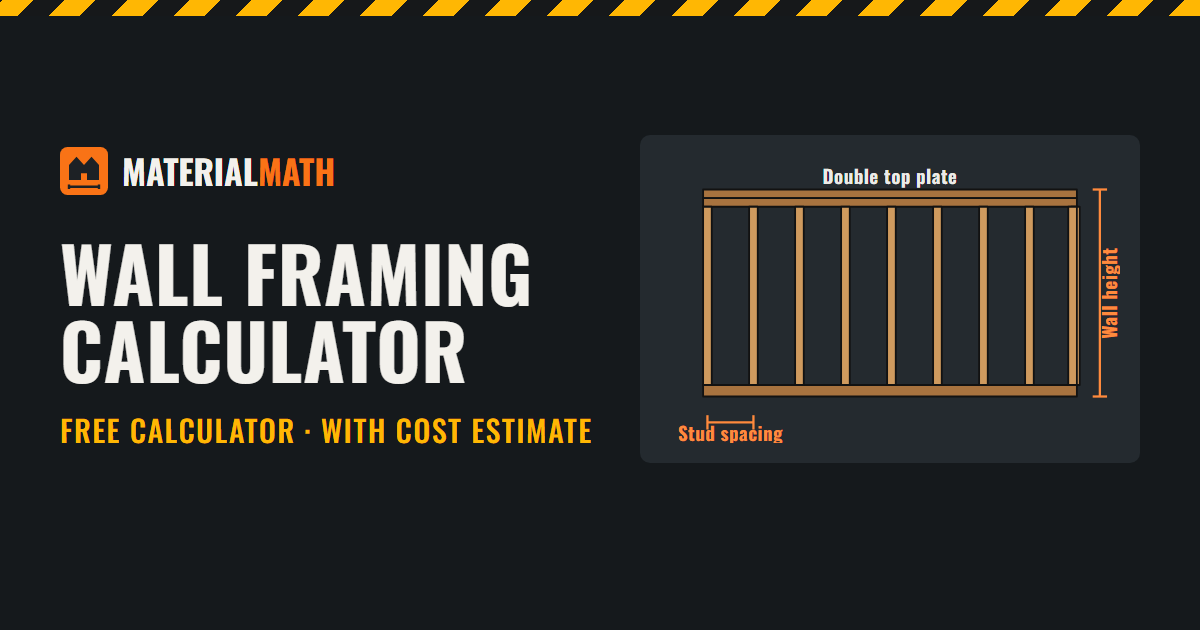 MATERIALMATH
WALL FRAMING
CALCULATOR
FREE CALCULATOR · WITH COST ESTIMATE
Double top plate
Wall height
Stud spacing